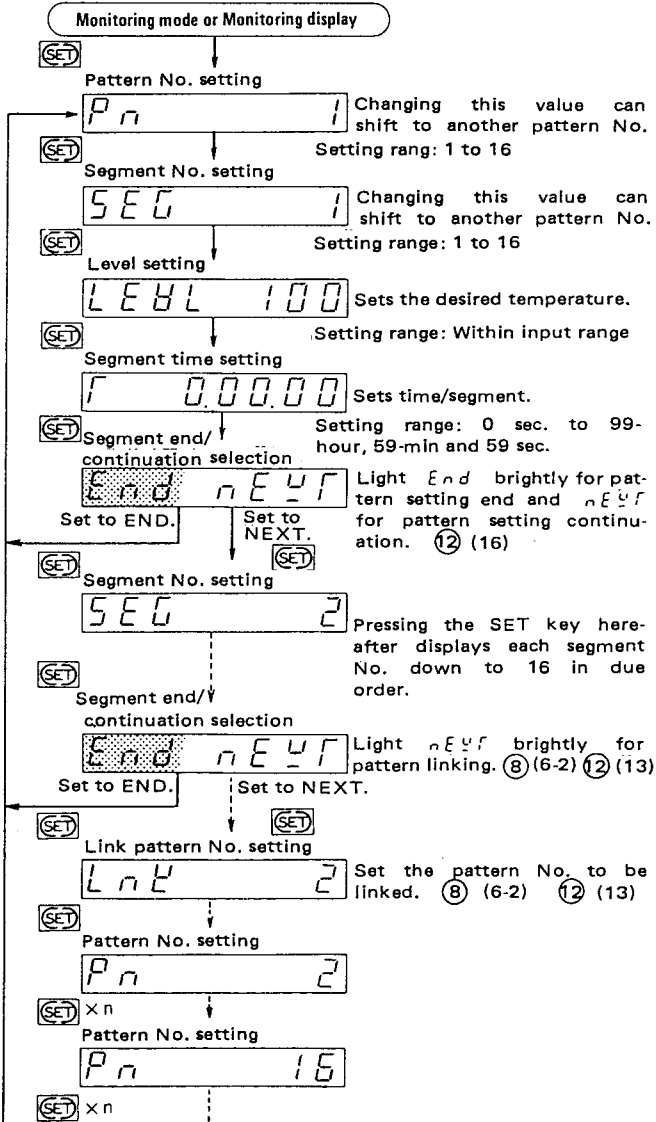 Monitoring mode or Monitoring display
SET
Pattern No. setting
Pn 1
Changing this value can
shift to another pattern No.
SET
Setting rang: 1 to 16
Segment No. setting
SEG 1
Changing this value can
shift to another pattern No.
SET
Setting range: 1 to 16
Level setting
LEVL 100
Sets the desired temperature.
SET
Setting range: Within input range
Segment time setting
T 0.00.00
Sets time/segment.
SET
Setting range: 0 sec. to 99-
hour, 59-min and 59 sec.
Segment end/
continuation selection
End nEXT
Light End brightly for pat-
tern setting end and nEXT
for pattern setting continu-
ation. ⑫ (16)
Set to END.
Set to
NEXT.
SET
SET
Segment No. setting
SEG 2
Pressing the SET key here-
after displays each segment
No. down to 16 in due
order.
SET
Segment end/
continuation selection
End nEXT
Light nEXT brightly for
pattern linking. ⑧ (6-2) ⑫ (13)
Set to END.
Set to NEXT.
SET
SET
Link pattern No. setting
LnK 2
Set the pattern No. to be
linked. ⑧ (6-2) ⑫ (13)
SET
Pattern No. setting
Pn 2
SET ×n
Pattern No. setting
Pn 16
SET ×n